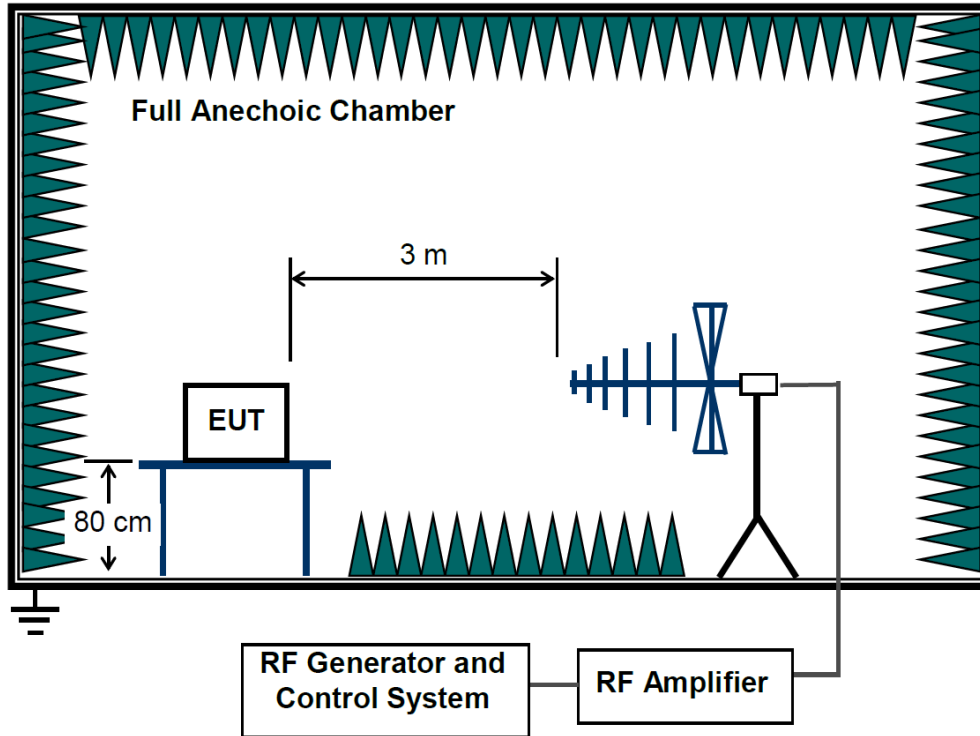 Full Anechoic Chamber
3 m
EUT
80 cm
RF Generator and
Control System
RF Amplifier